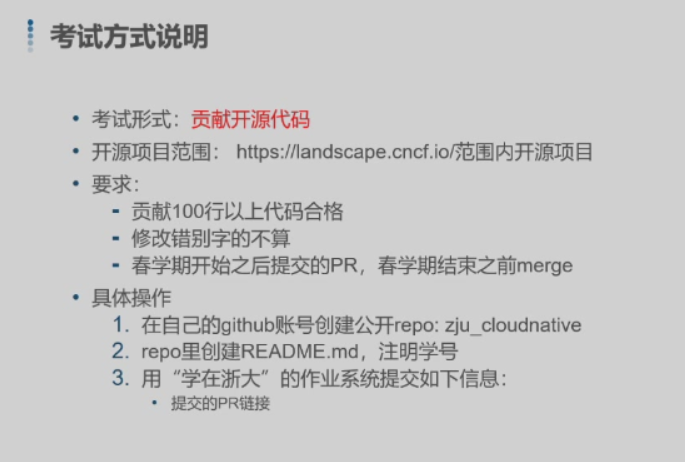 考试方式说明
• 考试形式：贡献开源代码
• 开源项目范围： https://landscape.cncf.io/范围内开源项目
• 要求：
- 贡献100行以上代码合格
- 修改错别字的不算
- 春学期开始之后提交的PR，春学期结束之前merge
• 具体操作
1. 在自己的github账号创建公开repo: zju_cloudnative
2. repo里创建README.md，注明学号
3. 用“学在浙大”的作业系统提交如下信息：
• 提交的PR链接